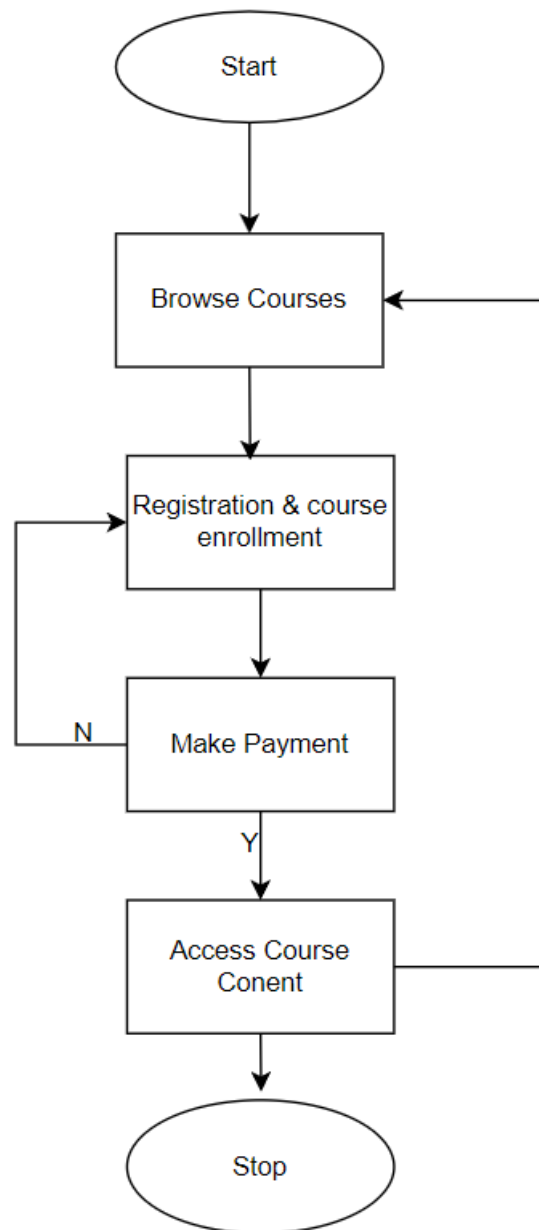 Start
Browse Courses
Registration & course
enrollment
N
Make Payment
Y
Access Course
Conent
Stop